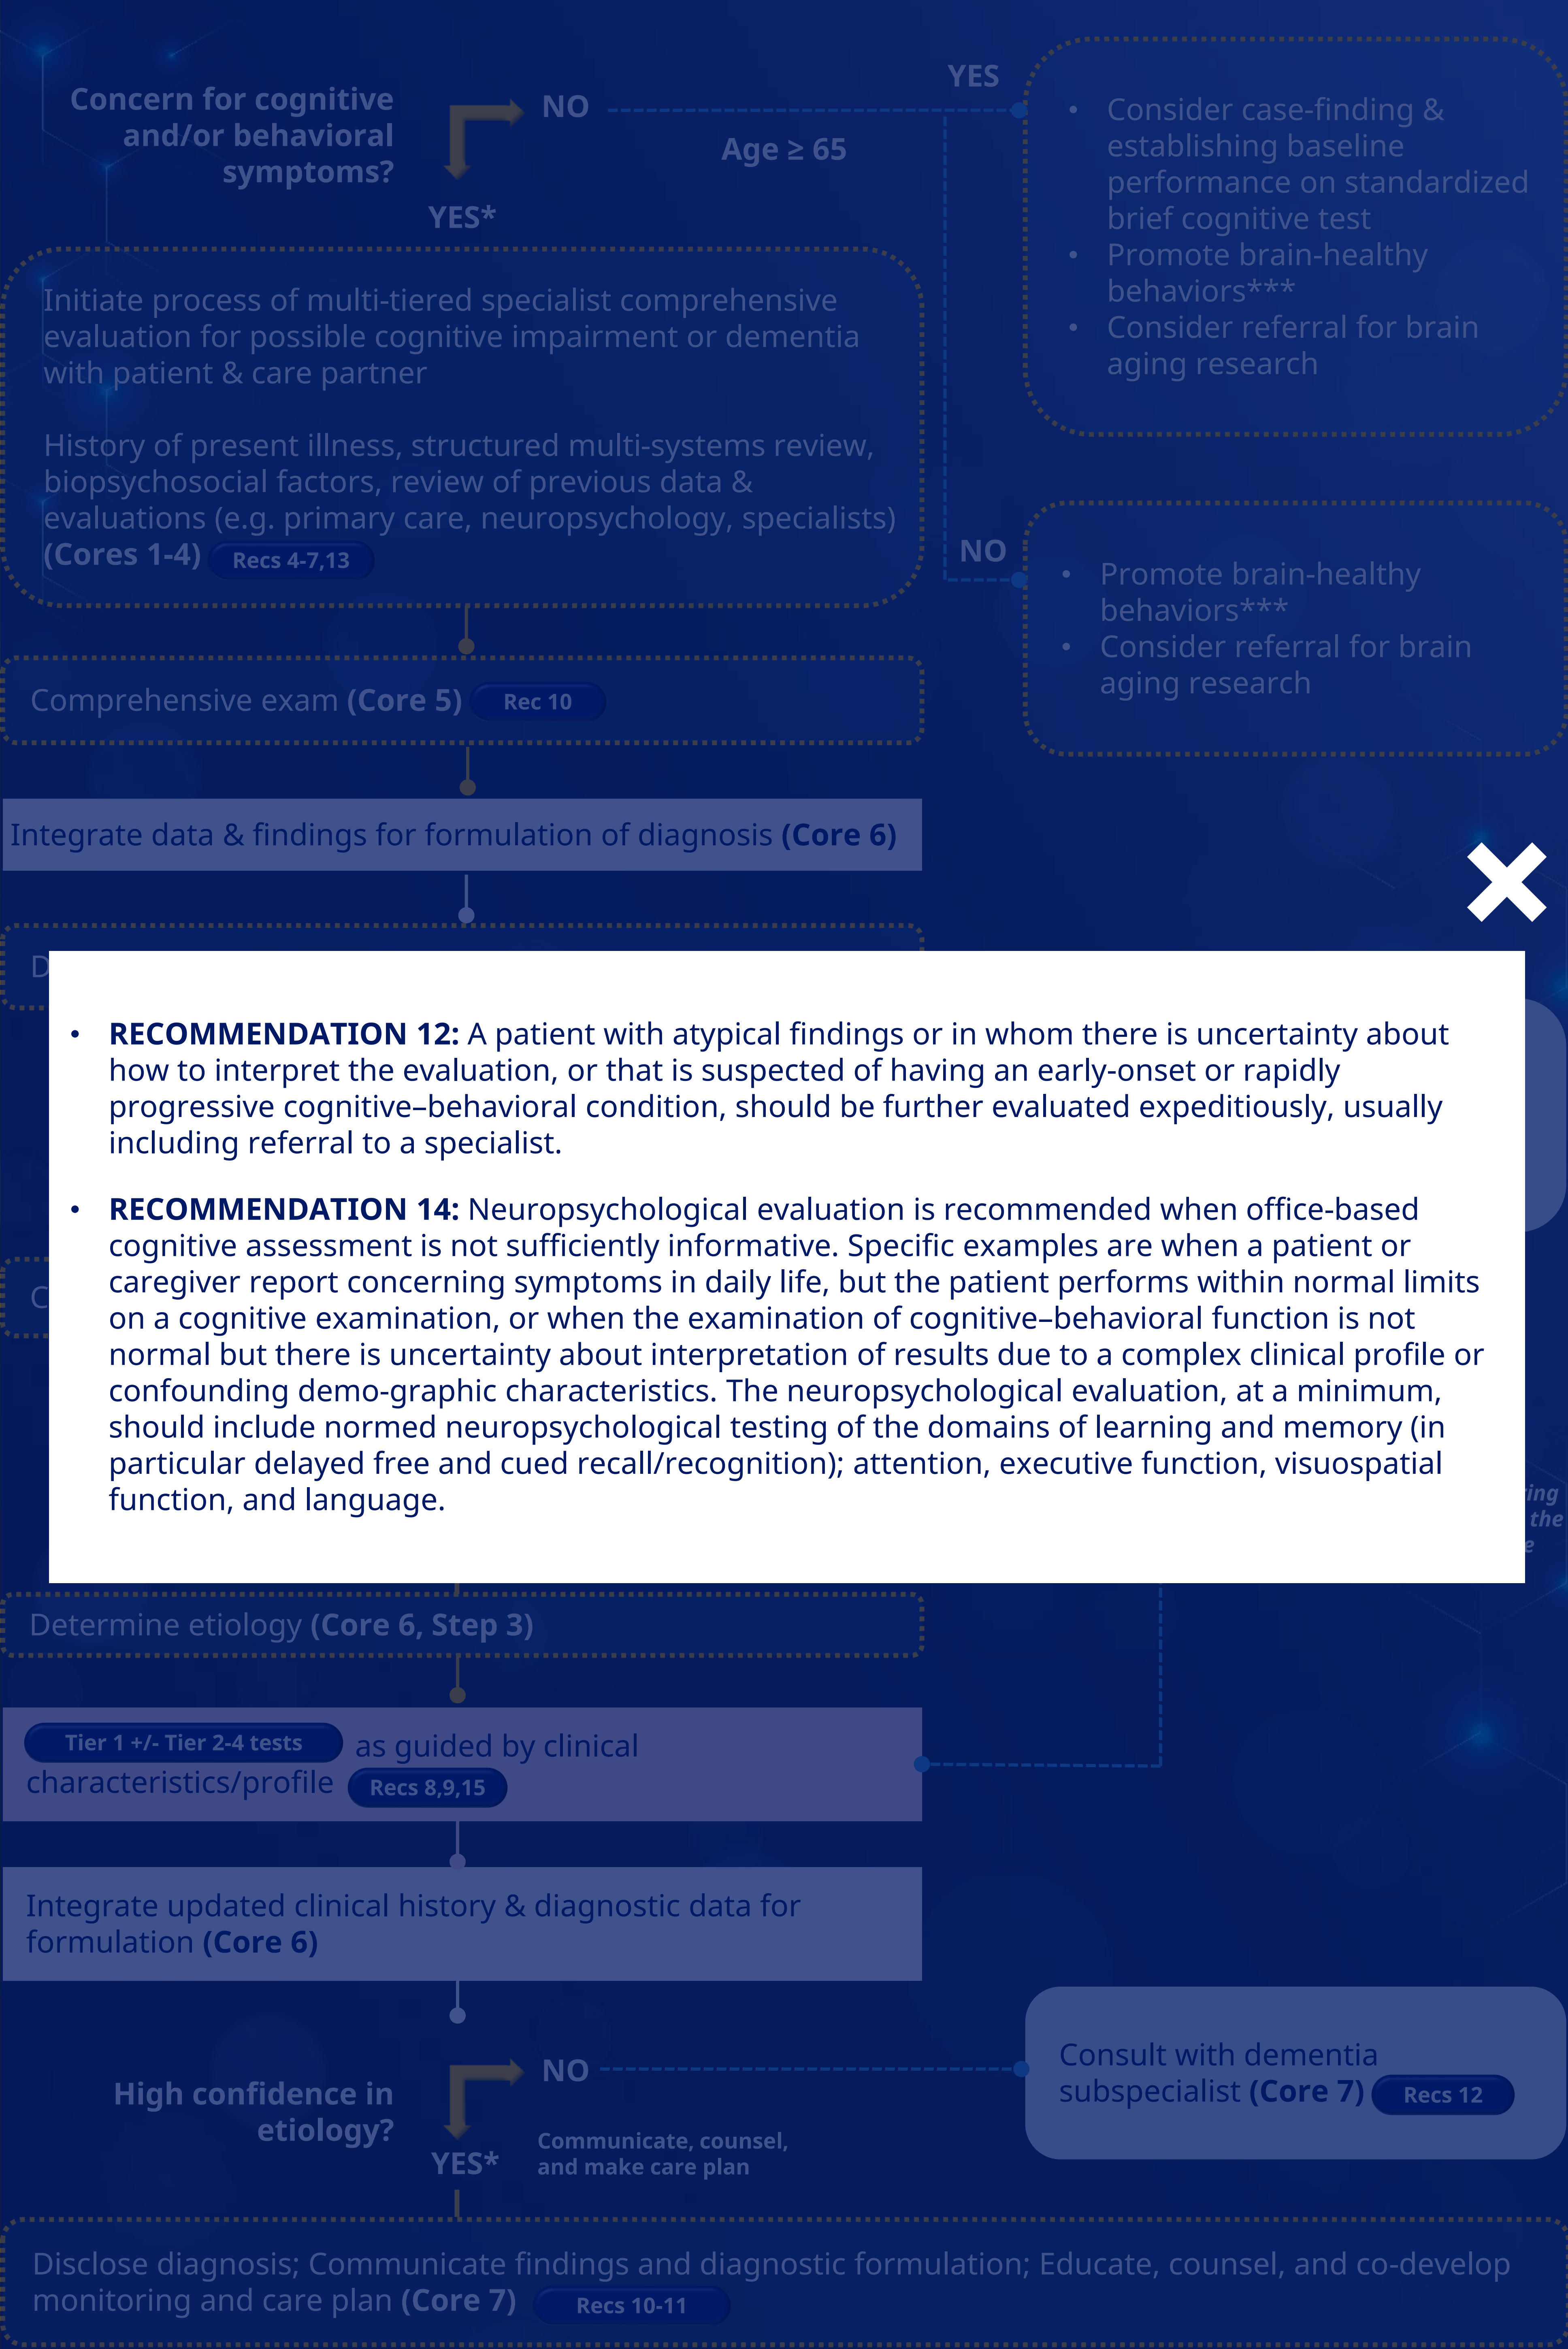 Concern for cognitive
and/or behavioral
symptoms?
NO
YES
Age ≥ 65
YES*
• Consider case-finding &
establishing baseline
performance on standardized
brief cognitive test
• Promote brain-healthy
behaviors***
• Consider referral for brain
aging research
Initiate process of multi-tiered specialist comprehensive
evaluation for possible cognitive impairment or dementia
with patient & care partner
History of present illness, structured multi-systems review,
biopsychosocial factors, review of previous data &
evaluations (e.g. primary care, neuropsychology, specialists)
(Cores 1-4) Recs 4-7,13
NO
• Promote brain-healthy
behaviors***
• Consider referral for brain
aging research
Comprehensive exam (Core 5) Rec 10
Integrate data & findings for formulation of diagnosis (Core 6)
• RECOMMENDATION 12: A patient with atypical findings or in whom there is uncertainty about
how to interpret the evaluation, or that is suspected of having an early-onset or rapidly
progressive cognitive–behavioral condition, should be further evaluated expeditiously, usually
including referral to a specialist.
• RECOMMENDATION 14: Neuropsychological evaluation is recommended when office-based
cognitive assessment is not sufficiently informative. Specific examples are when a patient or
caregiver report concerning symptoms in daily life, but the patient performs within normal limits
on a cognitive examination, or when the examination of cognitive–behavioral function is not
normal but there is uncertainty about interpretation of results due to a complex clinical profile or
confounding demo-graphic characteristics. The neuropsychological evaluation, at a minimum,
should include normed neuropsychological testing of the domains of learning and memory (in
particular delayed free and cued recall/recognition); attention, executive function, visuospatial
function, and language.
the
Determine etiology (Core 6, Step 3)
Tier 1 +/- Tier 2-4 tests as guided by clinical
characteristics/profile Recs 8,9,15
Integrate updated clinical history & diagnostic data for
formulation (Core 6)
High confidence in
etiology?
NO
YES*
Communicate, counsel,
and make care plan
Consult with dementia
subspecialist (Core 7) Recs 12
Disclose diagnosis; Communicate findings and diagnostic formulation; Educate, counsel, and co-develop
monitoring and care plan (Core 7) Recs 10-11